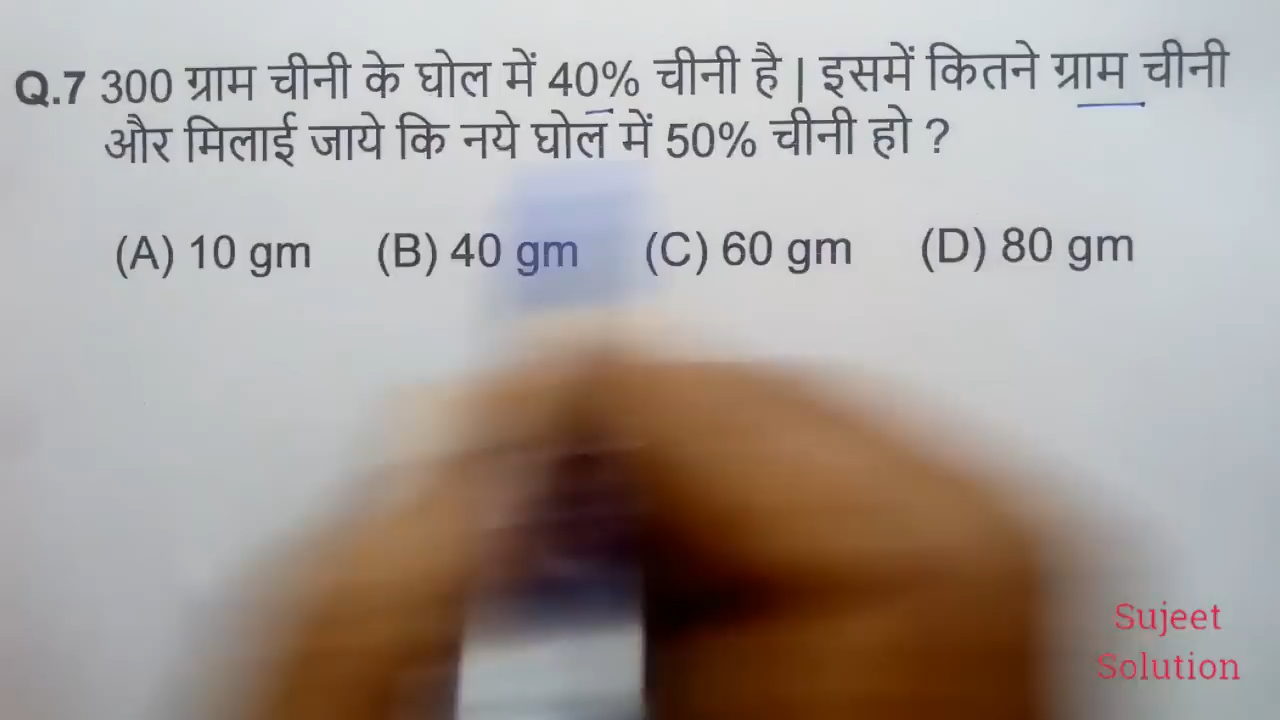 Q.7 300 ग्राम चीनी के घोल में 40% चीनी है | इसमें कितने ग्राम चीनी
और मिलाई जाये कि नये घोल में 50% चीनी हो ?
(A) 10 gm (B) 40 gm (C) 60 gm (D) 80 gm
Sujeet
Solution